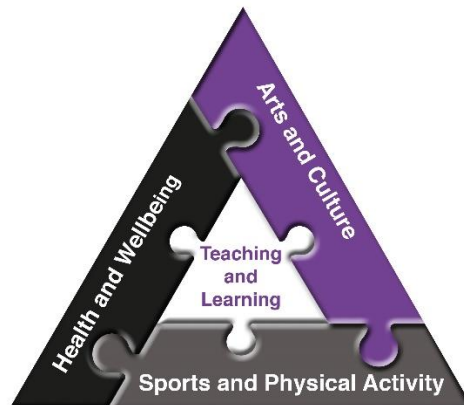 Arts and Culture
Health and Wellbeing
Teaching
and
Learning
Sports and Physical Activity